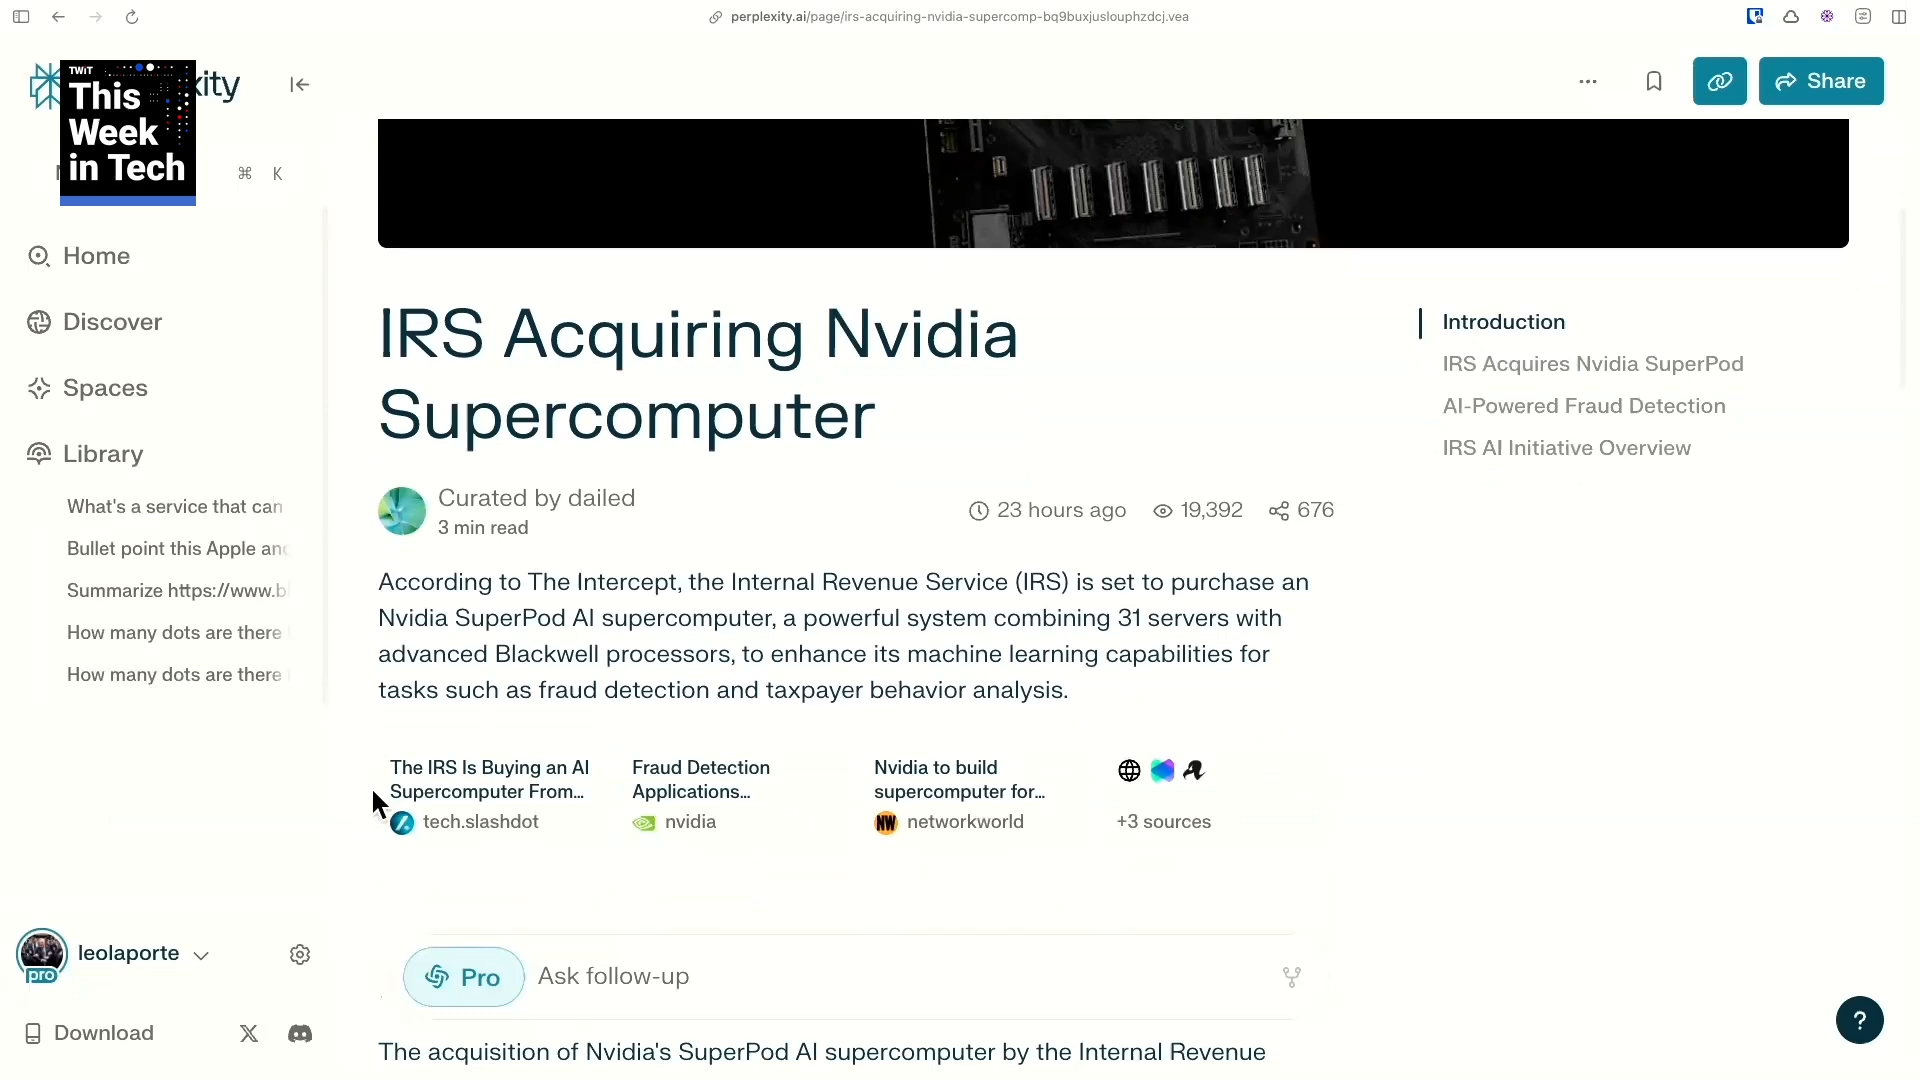 perplexity.ai/page/irs-acquiring-nvidia-supercomp-bq9buxjuslouphzdcj.vea
TWiT
This
Week
in Tech
xity
⌘ K
Share
Home
Discover
Spaces
Library
What's a service that can
Bullet point this Apple and
Summarize https://www.bl
How many dots are there
How many dots are there
leolaporte
pro
Download
IRS Acquiring Nvidia
Supercomputer
Curated by dailed
3 min read
23 hours ago
19,392
676
According to The Intercept, the Internal Revenue Service (IRS) is set to purchase an
Nvidia SuperPod AI supercomputer, a powerful system combining 31 servers with
advanced Blackwell processors, to enhance its machine learning capabilities for
tasks such as fraud detection and taxpayer behavior analysis.
The IRS Is Buying an AI
Supercomputer From...
tech.slashdot
Fraud Detection
Applications...
nvidia
Nvidia to build
supercomputer for...
NW
networkworld
+3 sources
Pro
Ask follow-up
The acquisition of Nvidia's SuperPod AI supercomputer by the Internal Revenue
Introduction
IRS Acquires Nvidia SuperPod
AI-Powered Fraud Detection
IRS AI Initiative Overview
?